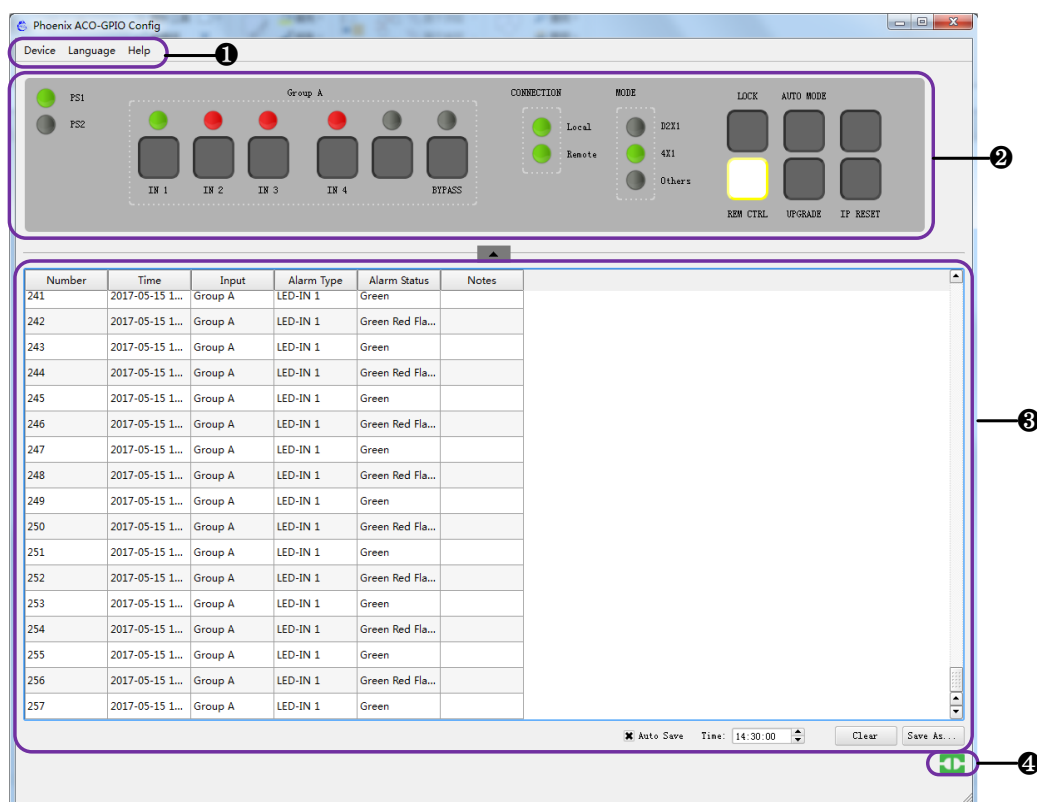 Phoenix ACO-GPIO Config
Device Language Help
❶
PS1 Group A CONNECTION MODE LOCK AUTO MODE
PS2 Local D2X1
Remote 4X1
❷
Others
IN 1 IN 2 IN 3 IN 4 BYPASS
REM CTRL UPGRADE IP RESET
Number Time Input Alarm Type Alarm Status Notes
241 2017-05-15 1... Group A LED-IN 1 Green
242 2017-05-15 1... Group A LED-IN 1 Green Red Fla...
243 2017-05-15 1... Group A LED-IN 1 Green
244 2017-05-15 1... Group A LED-IN 1 Green Red Fla...
245 2017-05-15 1... Group A LED-IN 1 Green
246 2017-05-15 1... Group A LED-IN 1 Green Red Fla...
❸
247 2017-05-15 1... Group A LED-IN 1 Green
248 2017-05-15 1... Group A LED-IN 1 Green Red Fla...
249 2017-05-15 1... Group A LED-IN 1 Green
250 2017-05-15 1... Group A LED-IN 1 Green Red Fla...
251 2017-05-15 1... Group A LED-IN 1 Green
252 2017-05-15 1... Group A LED-IN 1 Green Red Fla...
253 2017-05-15 1... Group A LED-IN 1 Green
254 2017-05-15 1... Group A LED-IN 1 Green Red Fla...
255 2017-05-15 1... Group A LED-IN 1 Green
256 2017-05-15 1... Group A LED-IN 1 Green Red Fla...
257 2017-05-15 1... Group A LED-IN 1 Green
Auto Save Time: 14:30:00 Clear Save As...
❹